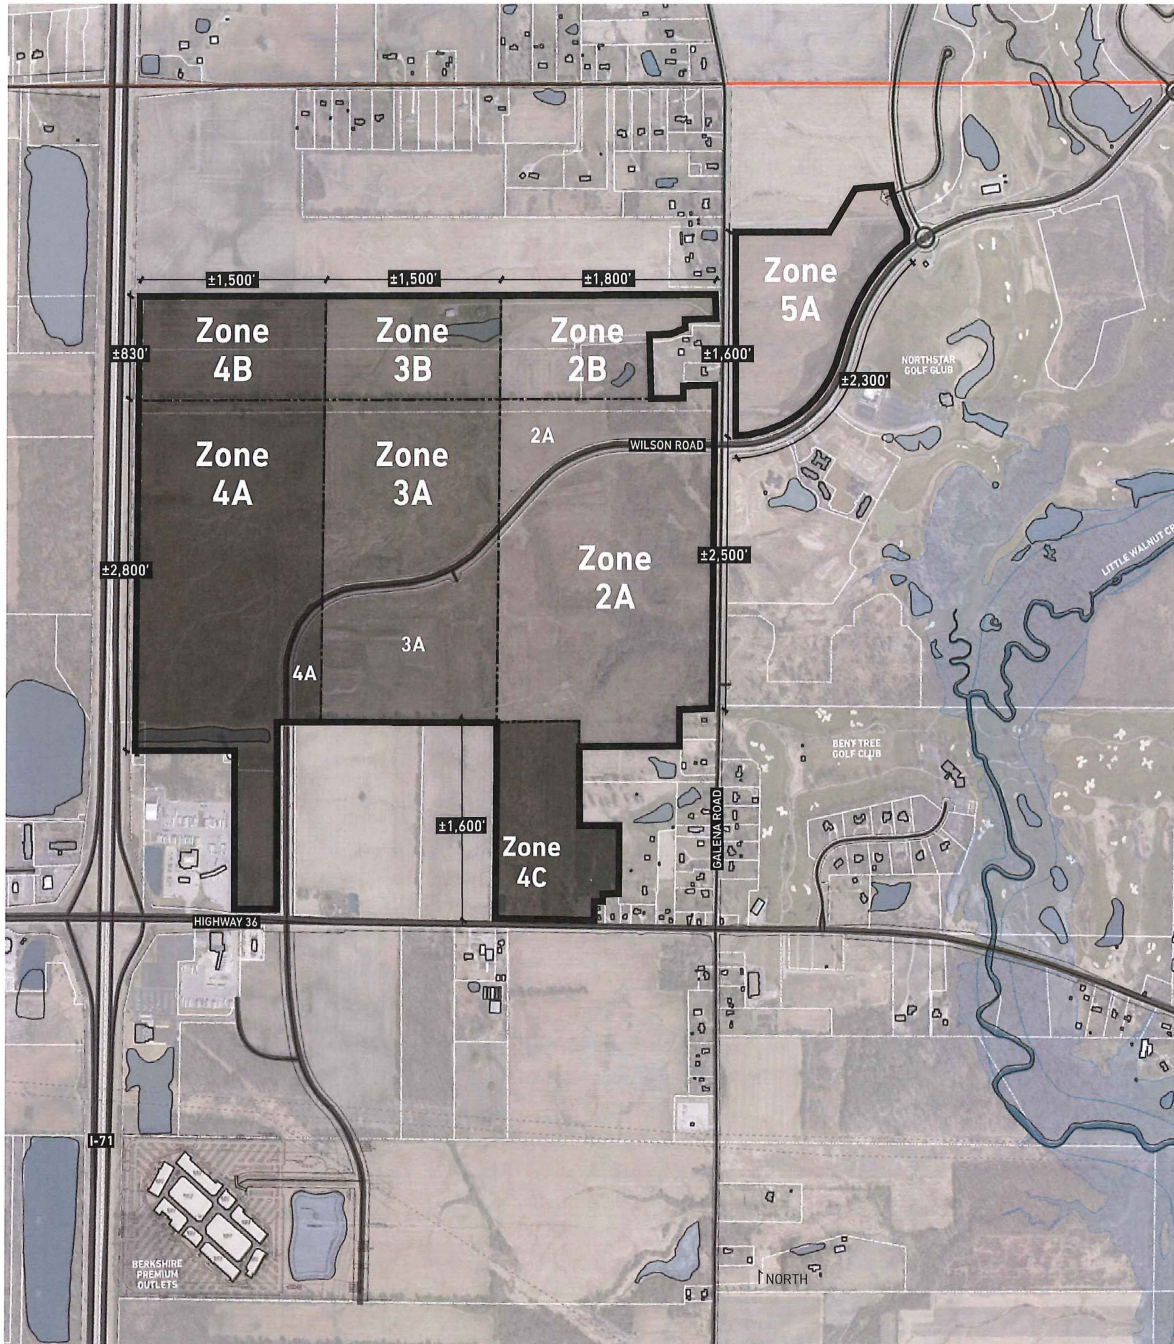 ±1,500'
±1,500'
±1,800'
Zone
4B
Zone
3B
Zone
2B
Zone
5A
±830'
±1,600'
±2,300'
NORTHSTAR
GOLF CLUB
2A
WILSON ROAD
Zone
4A
Zone
3A
Zone
2A
±2,800'
±2,500'
LITTLE WALNUT CR
3A
4A
BENT TREE
GOLF CLUB
±1,600'
GALENA ROAD
Zone
4C
HIGHWAY 36
I-71
BERKSHIRE
PREMIUM
OUTLETS
NORTH